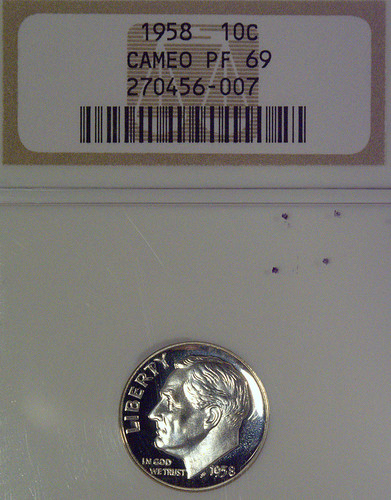 1958 10C
CAMEO PF 69
270456-007
LIBERTY
IN GOD
WE TRUST
1958